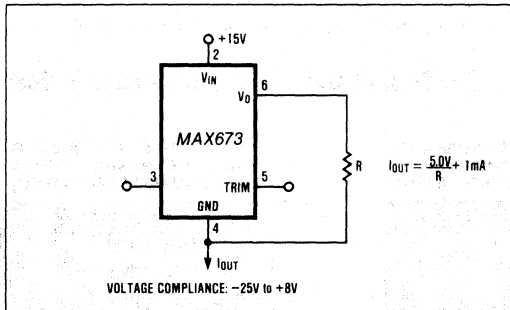 +15V
2
VIN
6
VO
MAX673
R
IOUT = 5.0V/R + 1mA
3
5
TRIM
GND
4
IOUT
VOLTAGE COMPLIANCE: −25V to +8V